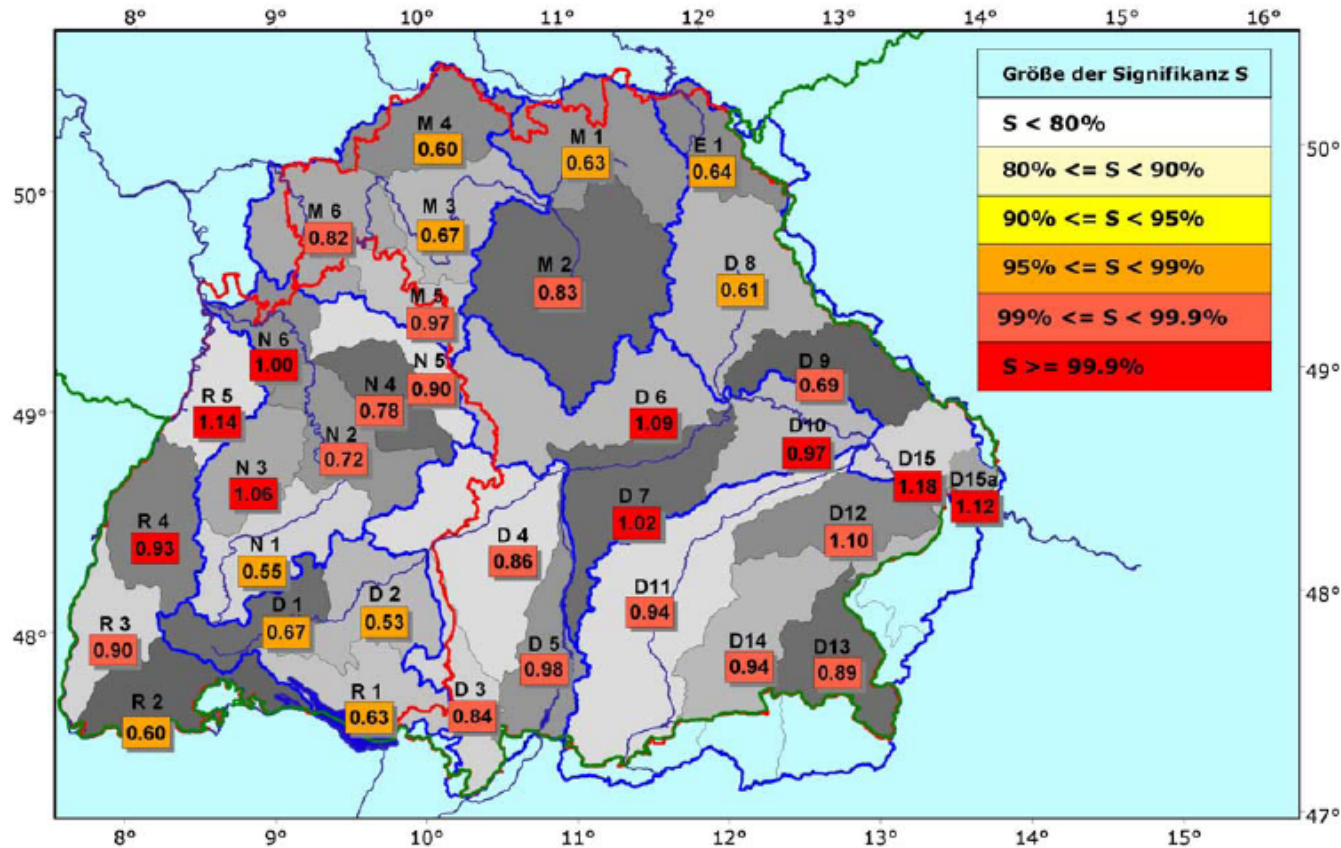 8° 9° 10° 11° 12° 13° 14° 15° 16°
Größe der Signifikanz S
S < 80%
80% <= S < 90%
90% <= S < 95%
95% <= S < 99%
99% <= S < 99.9%
S >= 99.9%
50°
50°
49°
49°
48°
48°
47°
M 4
0.60
M 1
0.63
E 1
0.64
M 6
0.82
M 3
0.67
M 2
0.83
D 8
0.61
M 5
0.97
N 6
1.00
N 5
0.90
N 4
0.78
D 9
0.69
R 5
1.14
D 6
1.09
N 2
0.72
D10
0.97
N 3
1.06
D15
1.18
D15a
1.12
R 4
0.93
D 7
1.02
D12
1.10
N 1
0.55
D 4
0.86
D 1
0.67
D 2
0.53
D11
0.94
R 3
0.90
D 5
0.98
D14
0.94
D13
0.89
R 2
0.60
R 1
0.63
D 3
0.84
8° 9° 10° 11° 12° 13° 14° 15°